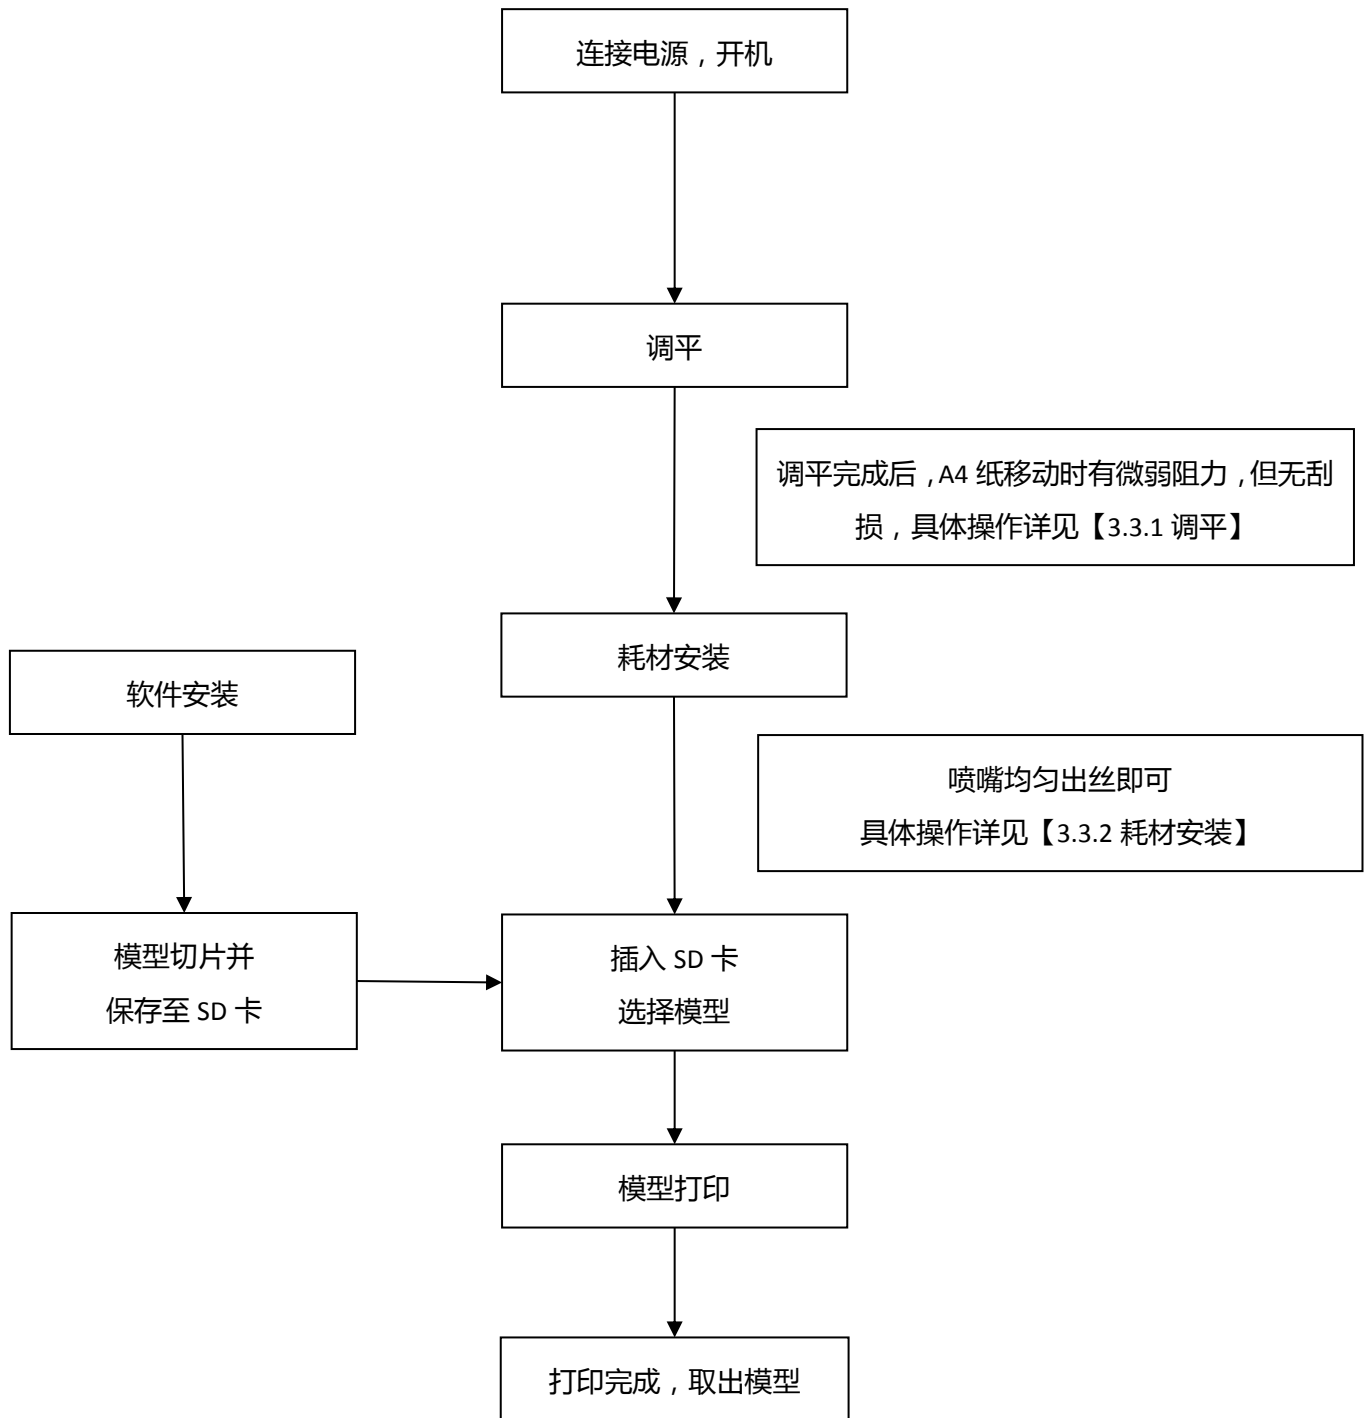 连接电源，开机
调平
调平完成后，A4 纸移动时有微弱阻力，但无刮
损，具体操作详见【3.3.1 调平】
耗材安装
软件安装
喷嘴均匀出丝即可
具体操作详见【3.3.2 耗材安装】
模型切片并
保存至 SD 卡
插入 SD 卡
选择模型
模型打印
打印完成，取出模型